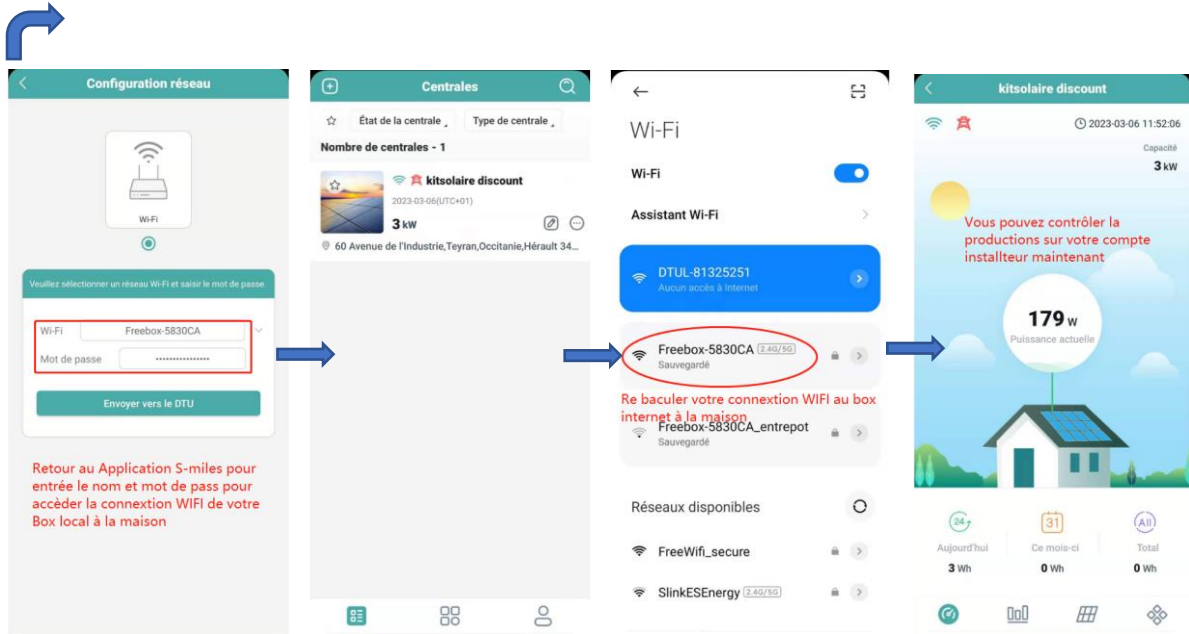 Configuration réseau
Wi-Fi
Veuillez sélectionner un réseau Wi-Fi et saisir le mot de passe
Wi-Fi
Freebox-5830CA
Mot de passe
••••••••••••••••
Envoyer vers le DTU
Retour au Application S-miles pour
entrée le nom et mot de pass pour
accèder la connextion WIFI de votre
Box local à la maison
Centrales
État de la centrale
Type de centrale
Nombre de centrales - 1
kitsolaire discount
2023-03-06(UTC+01)
3 kW
60 Avenue de l'Industrie,Teyran,Occitanie,Hérault 34...
Wi-Fi
Wi-Fi
Assistant Wi-Fi
DTUL-81325251
Aucun accès à Internet
Freebox-5830CA 2.4G/5G
Sauvegardé
Re baculer votre connextion WIFI au box
internet à la maison
Freebox-5830CA_entrepot
Sauvegardé
Réseaux disponibles
FreeWifi_secure
SlinkESEnergy 2.4G/5G
kitsolaire discount
2023-03-06 11:52:06
Capacité
3 kW
Vous pouvez contrôler la
productions sur votre compte
installteur maintenant
179 W
Puissance actuelle
24
31
All
Aujourd'hui
Ce mois-ci
Total
3 Wh
0 Wh
0 Wh